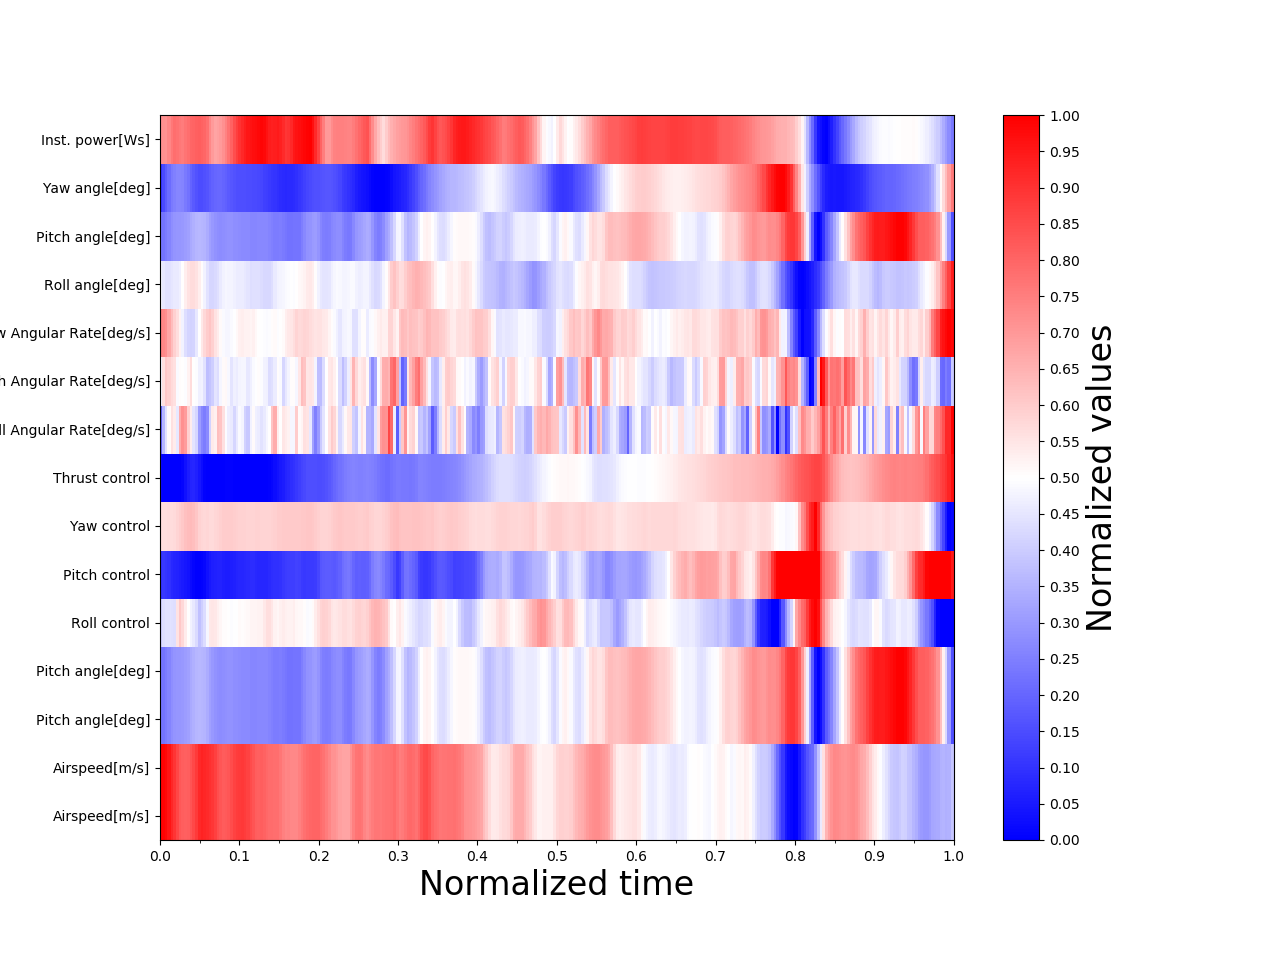 Inst. power[Ws]
Yaw angle[deg]
Pitch angle[deg]
Roll angle[deg]
w Angular Rate[deg/s]
h Angular Rate[deg/s]
ll Angular Rate[deg/s]
Thrust control
Yaw control
Pitch control
Roll control
Pitch angle[deg]
Pitch angle[deg]
Airspeed[m/s]
Airspeed[m/s]
0.0 0.1 0.2 0.3 0.4 0.5 0.6 0.7 0.8 0.9 1.0
Normalized time
1.00
0.95
0.90
0.85
0.80
0.75
0.70
0.65
0.60
0.55
0.50
0.45
0.40
0.35
0.30
0.25
0.20
0.15
0.10
0.05
0.00
Normalized values